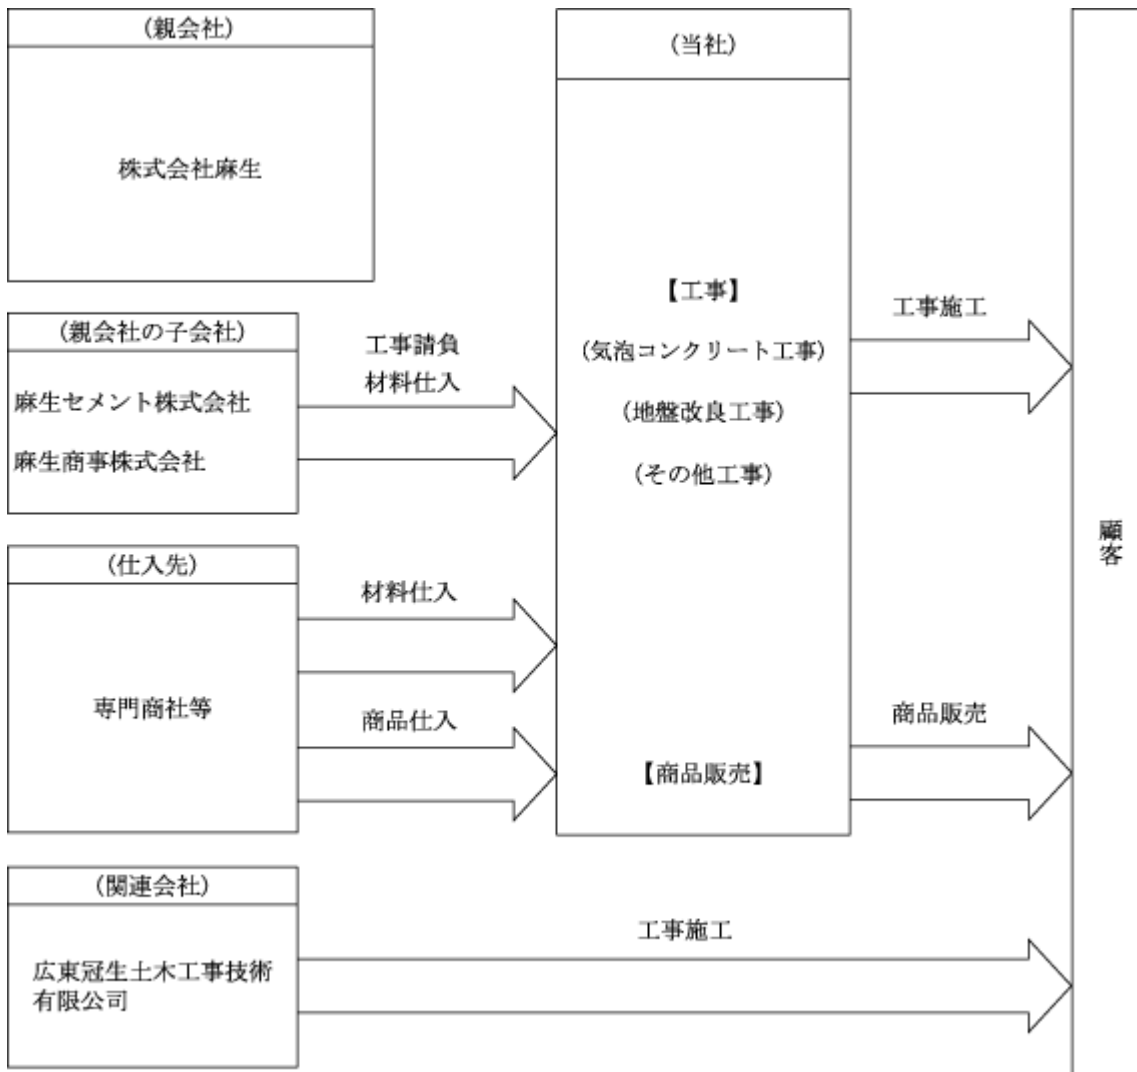 (親会社)
株式会社麻生
(親会社の子会社)
麻生セメント株式会社
麻生商事株式会社
工事請負
材料仕入
(仕入先)
専門商社等
材料仕入
商品仕入
(関連会社)
広東冠生土木工事技術
有限公司
工事施工
(当社)
【工事】
(気泡コンクリート工事)
(地盤改良工事)
(その他工事)
【商品販売】
工事施工
商品販売
顧客